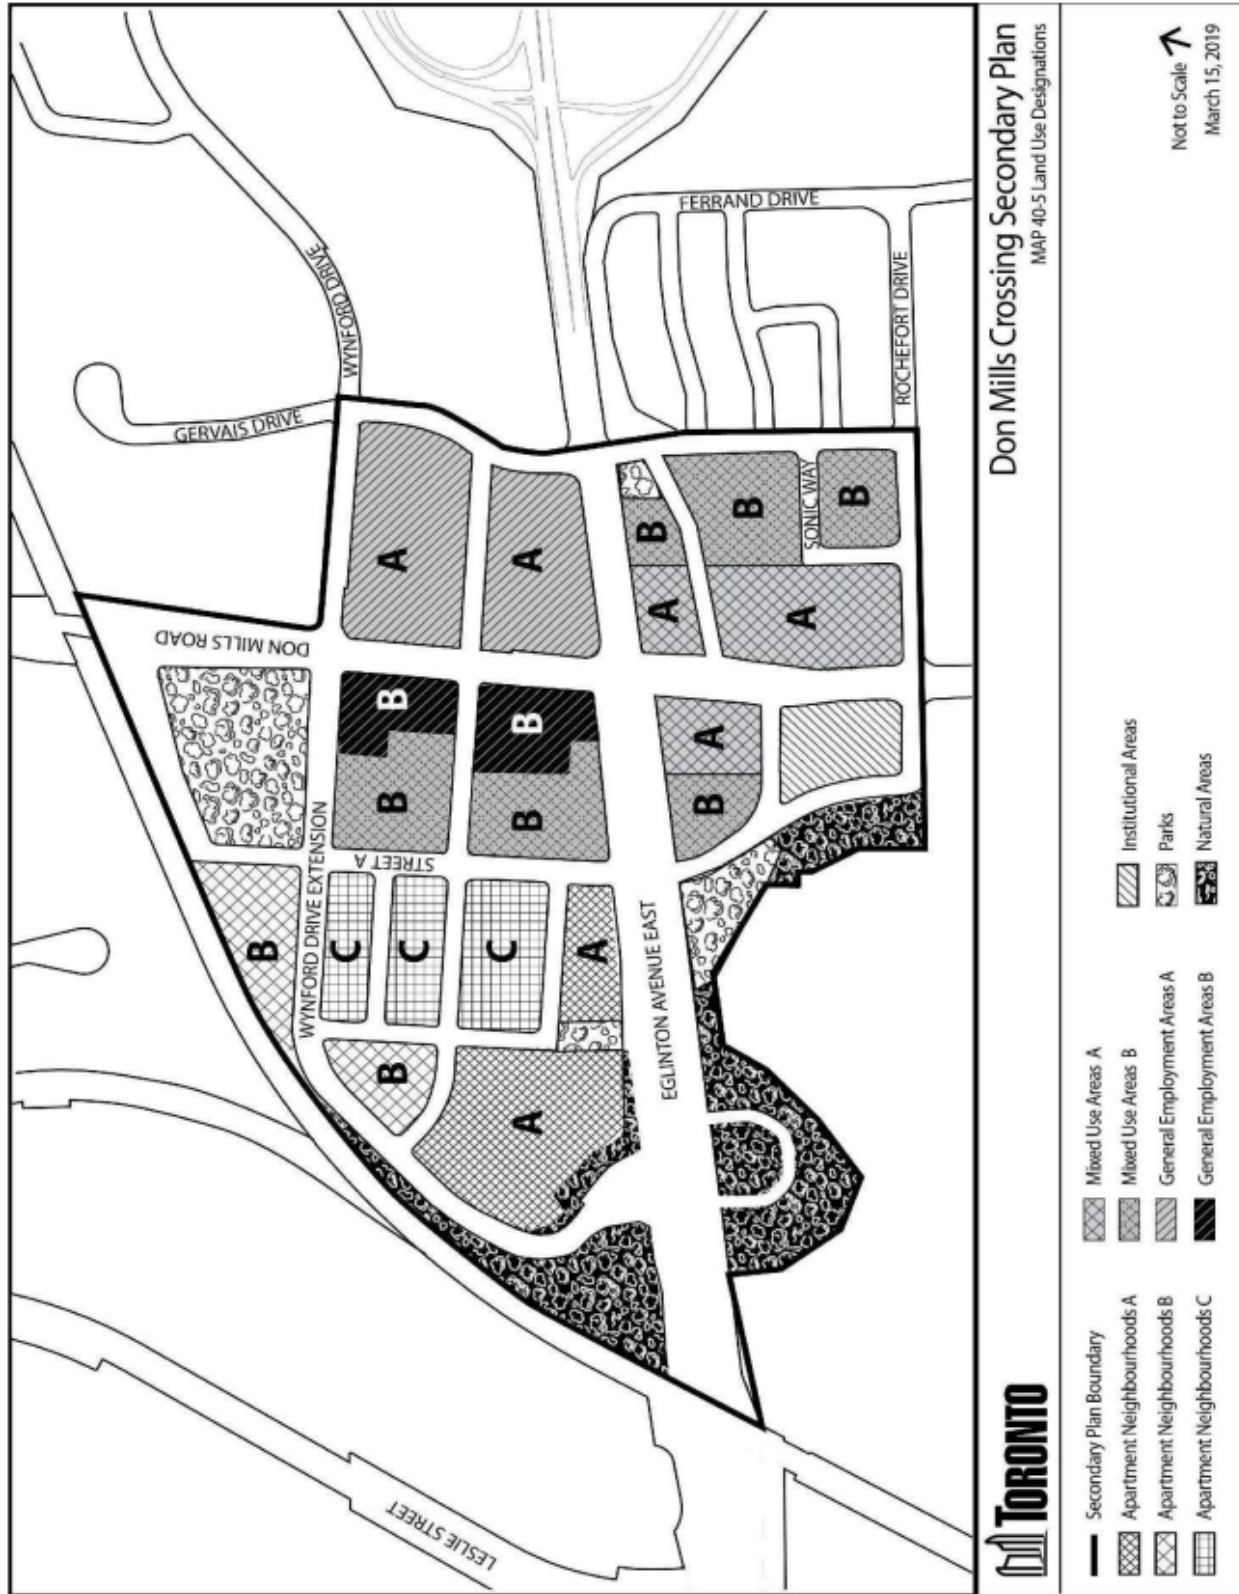 Don Mills Crossing Secondary Plan
MAP 40-5 Land Use Designations
LESLIE STREET
WYNFORD DRIVE EXTENSION
STREET A
DON MILLS ROAD
GERVAIS DRIVE
WYNFORD DRIVE
EGLINTON AVENUE EAST
FERRAND DRIVE
ROCHEFORT DRIVE
SONIC WAY
B
B
C
C
C
A
A
B
B
B
B
A
A
B
A
A
B
A
B
B
TORONTO
Secondary Plan Boundary
Apartment Neighbourhoods A
Apartment Neighbourhoods B
Apartment Neighbourhoods C
Mixed Use Areas A
Mixed Use Areas B
General Employment Areas A
General Employment Areas B
Institutional Areas
Parks
Natural Areas
Not to Scale
March 15, 2019